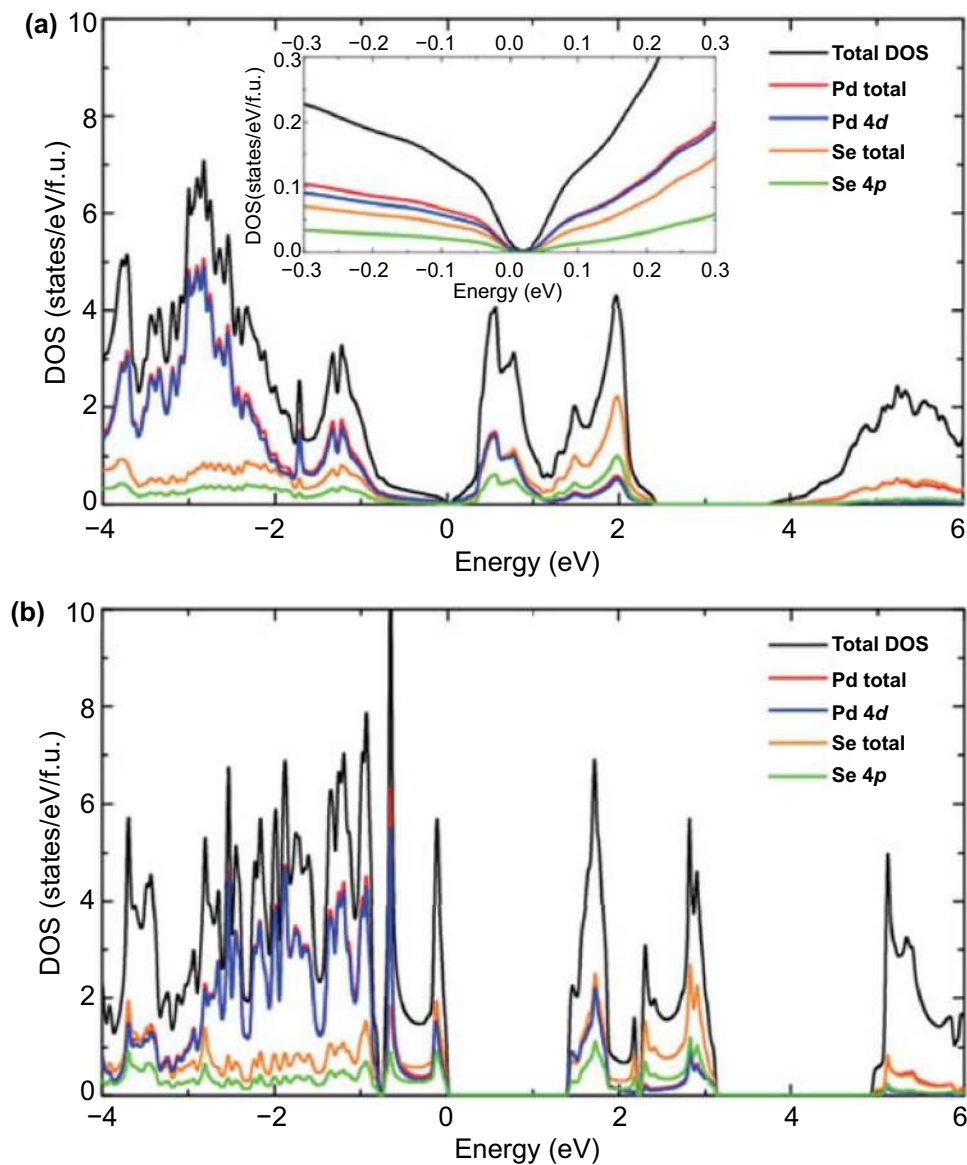 (a)
10
8
6
4
2
0
DOS (states/eV/f.u.)
−4
−2
0
2
4
6
Energy (eV)
−0.3
−0.2
−0.1
0.0
0.1
0.2
0.3
0.3
0.2
0.1
0.0
DOS(states/eV/f.u.)
−0.3
−0.2
−0.1
0.0
0.1
0.2
0.3
Energy (eV)
Total DOS
Pd total
Pd 4d
Se total
Se 4p
(b)
10
8
6
4
2
0
DOS (states/eV/f.u.)
−4
−2
0
2
4
6
Energy (eV)
Total DOS
Pd total
Pd 4d
Se total
Se 4p